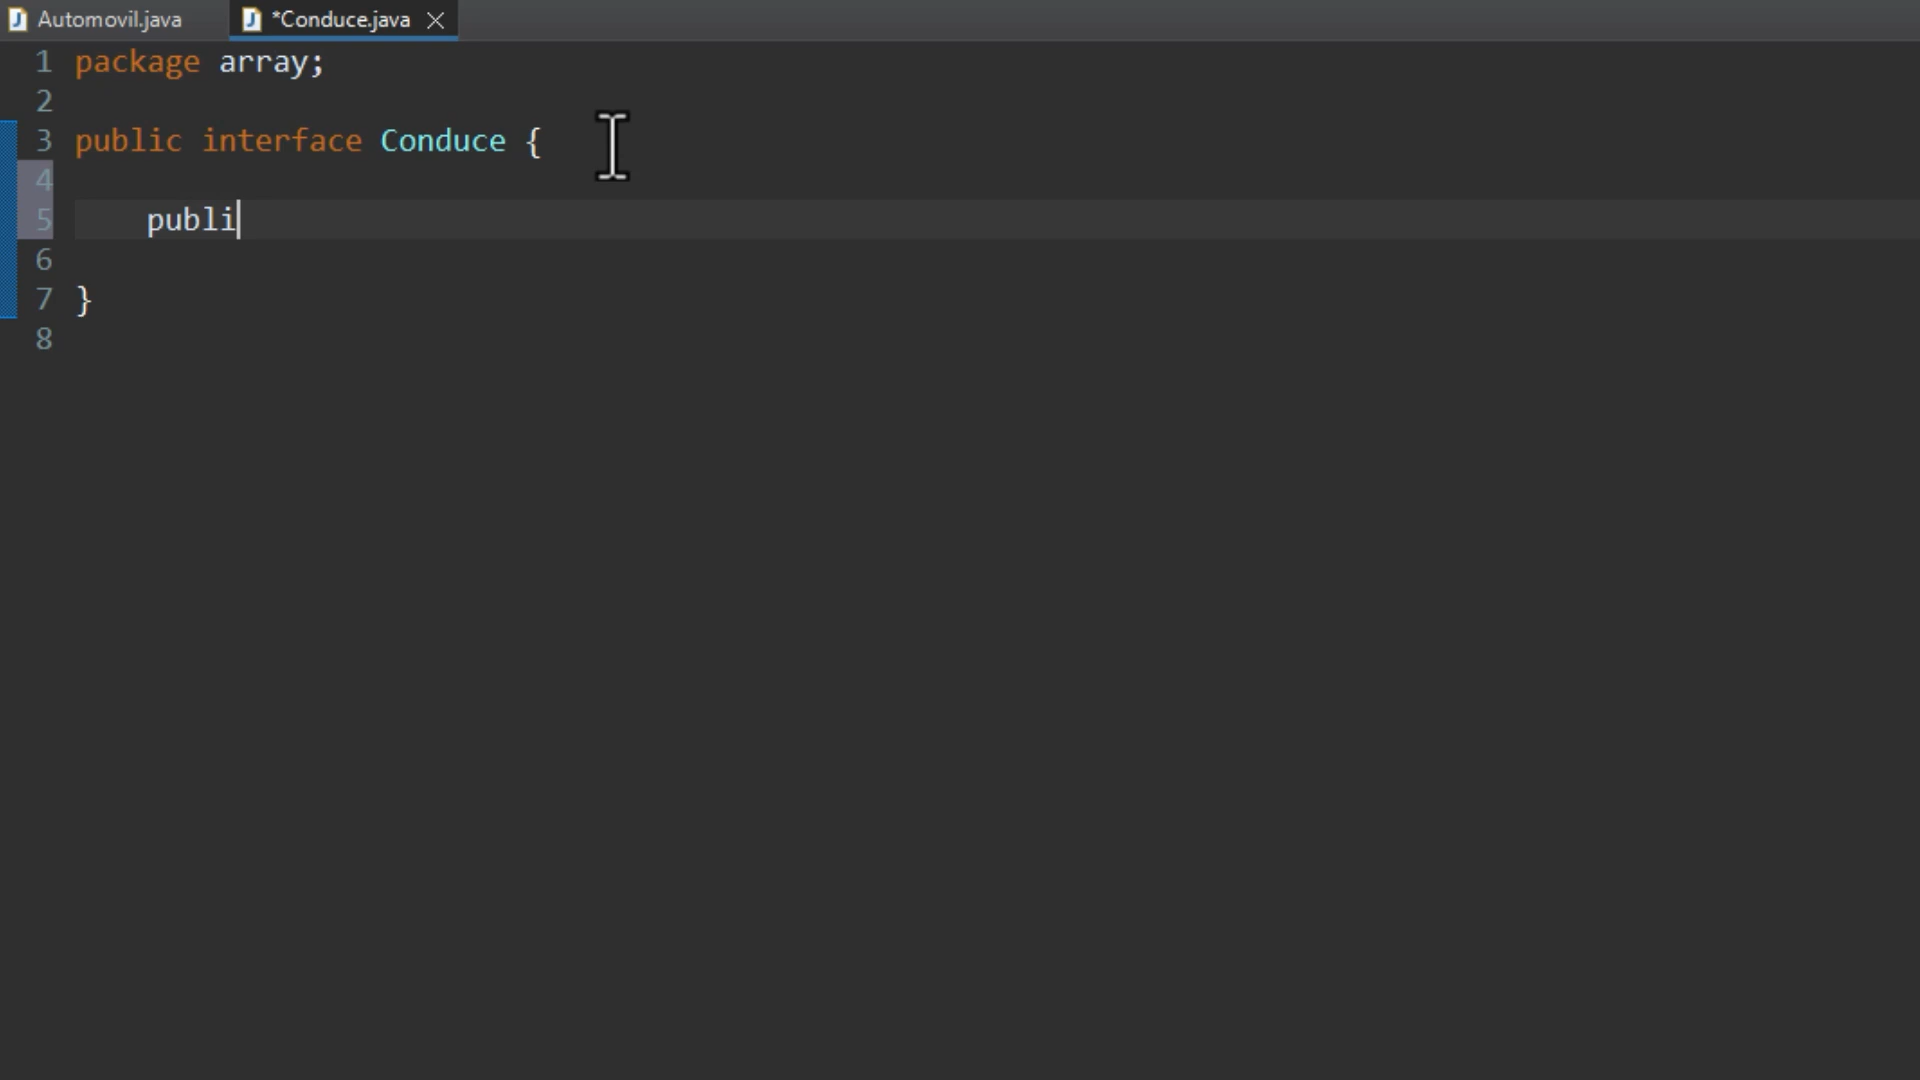 Automovil.java
*Conduce.java
1 package array;
2
3 public interface Conduce {
4
5 publi
6
7 }
8